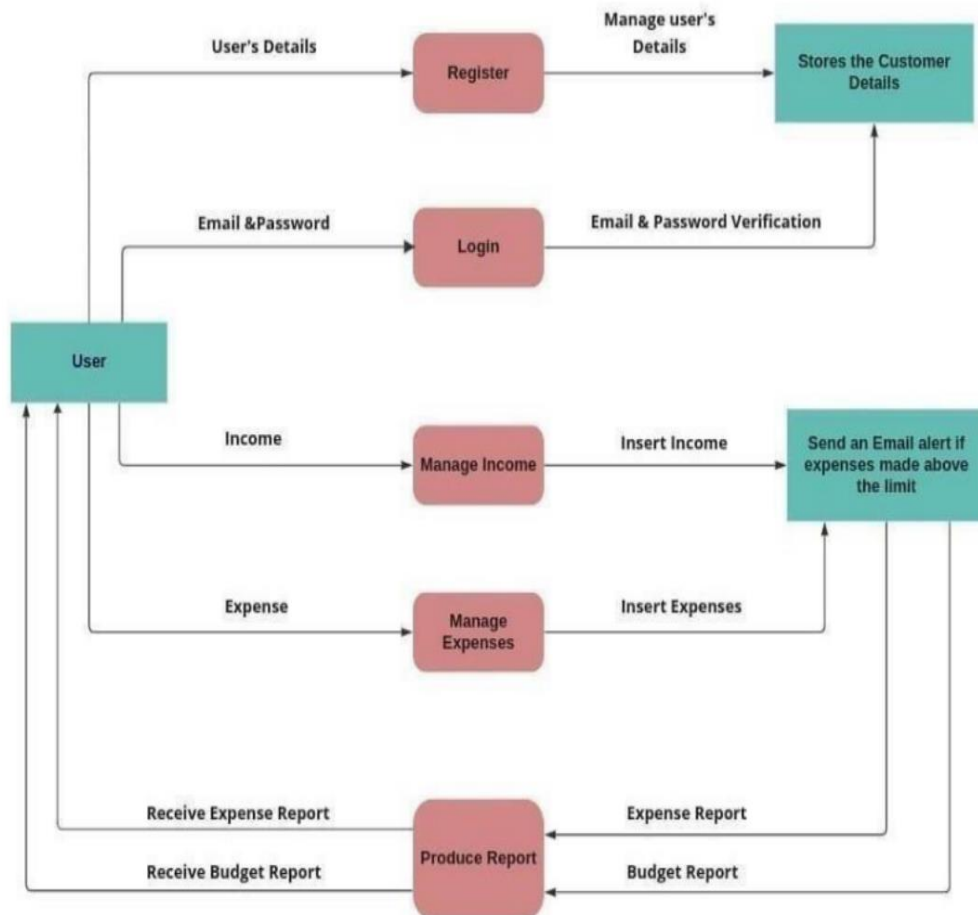 User's Details
Manage user's
Details
Register
Stores the Customer
Details
Email &Password
Login
Email & Password Verification
User
Income
Manage Income
Insert Income
Send an Email alert if
expenses made above
the limit
Expense
Manage
Expenses
Insert Expenses
Receive Expense Report
Expense Report
Produce Report
Receive Budget Report
Budget Report